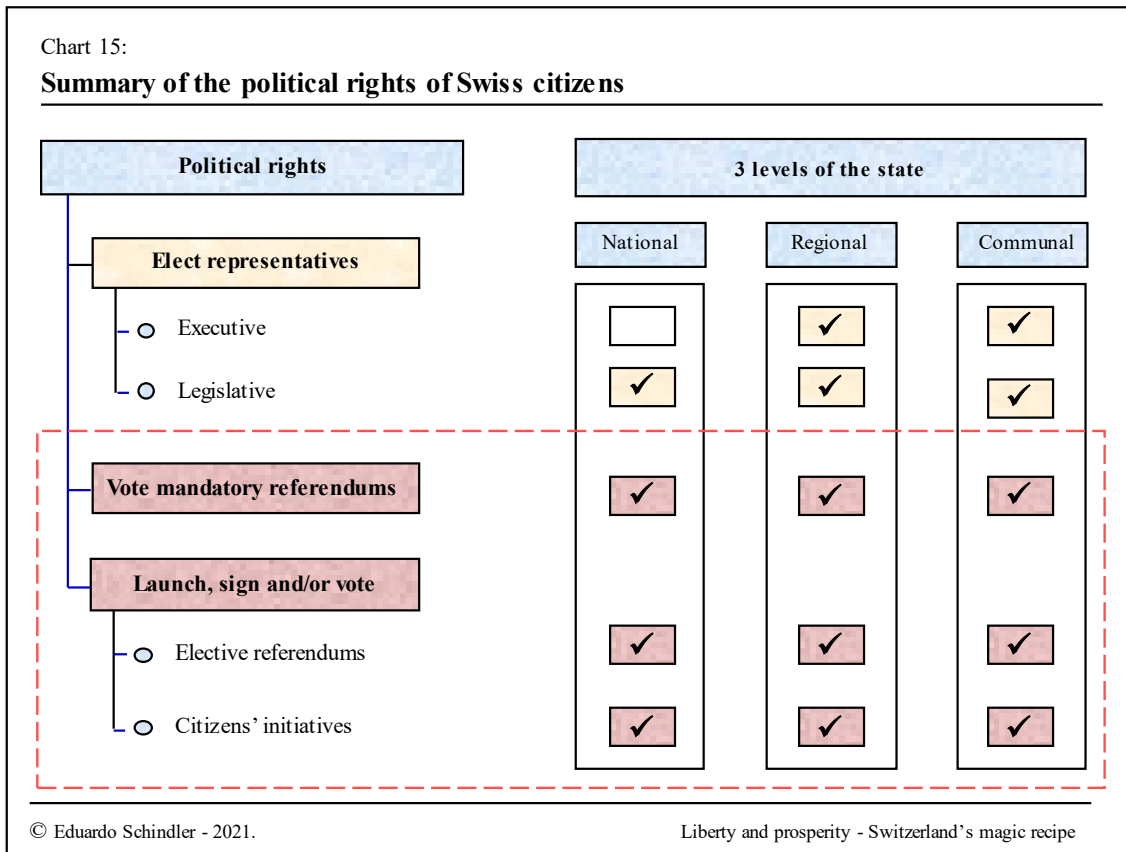 Chart 15:
Summary of the political rights of Swiss citizens
Political rights
3 levels of the state
National
Regional
Communal
Elect representatives
Executive
✓
✓
Legislative
✓
✓
✓
Vote mandatory referendums
✓
✓
✓
Launch, sign and/or vote
Elective referendums
✓
✓
✓
Citizens’ initiatives
✓
✓
✓
© Eduardo Schindler - 2021.
Liberty and prosperity - Switzerland’s magic recipe